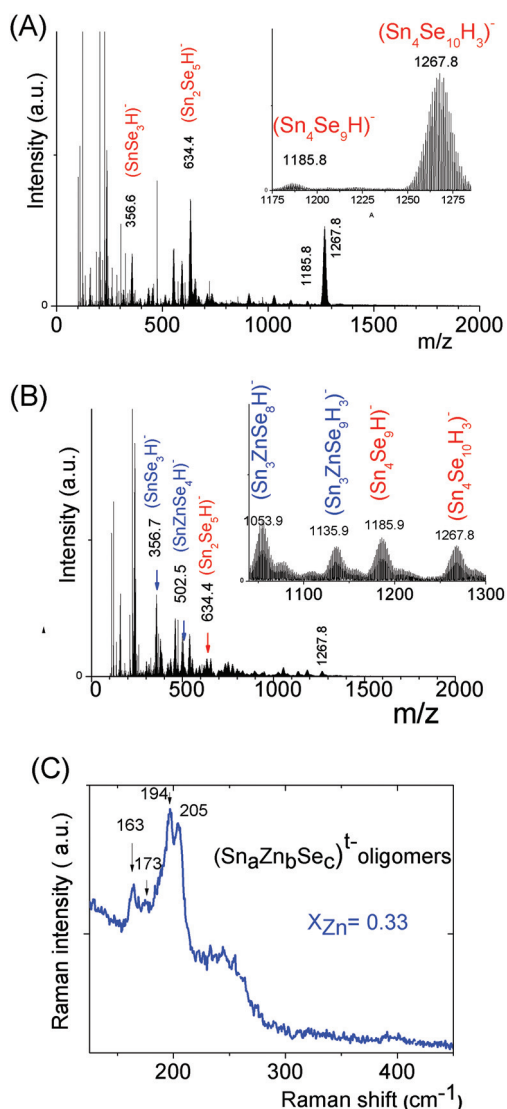 (A)
Intensity (a.u.)
(SnSe3H)-
356.6
(Sn2Se5H)-
634.4
1185.8
1267.8
0
0 500 1000 1500 2000
m/z
(Sn4Se10H3)-
1267.8
(Sn4Se9H)-
1185.8
1175 1200 1225 1250 1275
A
(B)
Intensity (a.u.)
356.7 (SnSe3H)-
502.5 (SnZnSe4H)-
634.4 (Sn2Se5H)-
1267.8
0
0 500 1000 1500 2000
m/z
(Sn3ZnSe8H)-
(Sn3ZnSe9H3)-
(Sn4Se9H)-
(Sn4Se10H3)-
1053.9
1135.9
1185.9
1267.8
1100 1200 1300
(C)
Raman intensity ( a.u.)
163
173
194
205
(SnaZnbSec)t- oligomers
XZn= 0.33
200 300 400
Raman shift (cm-1)